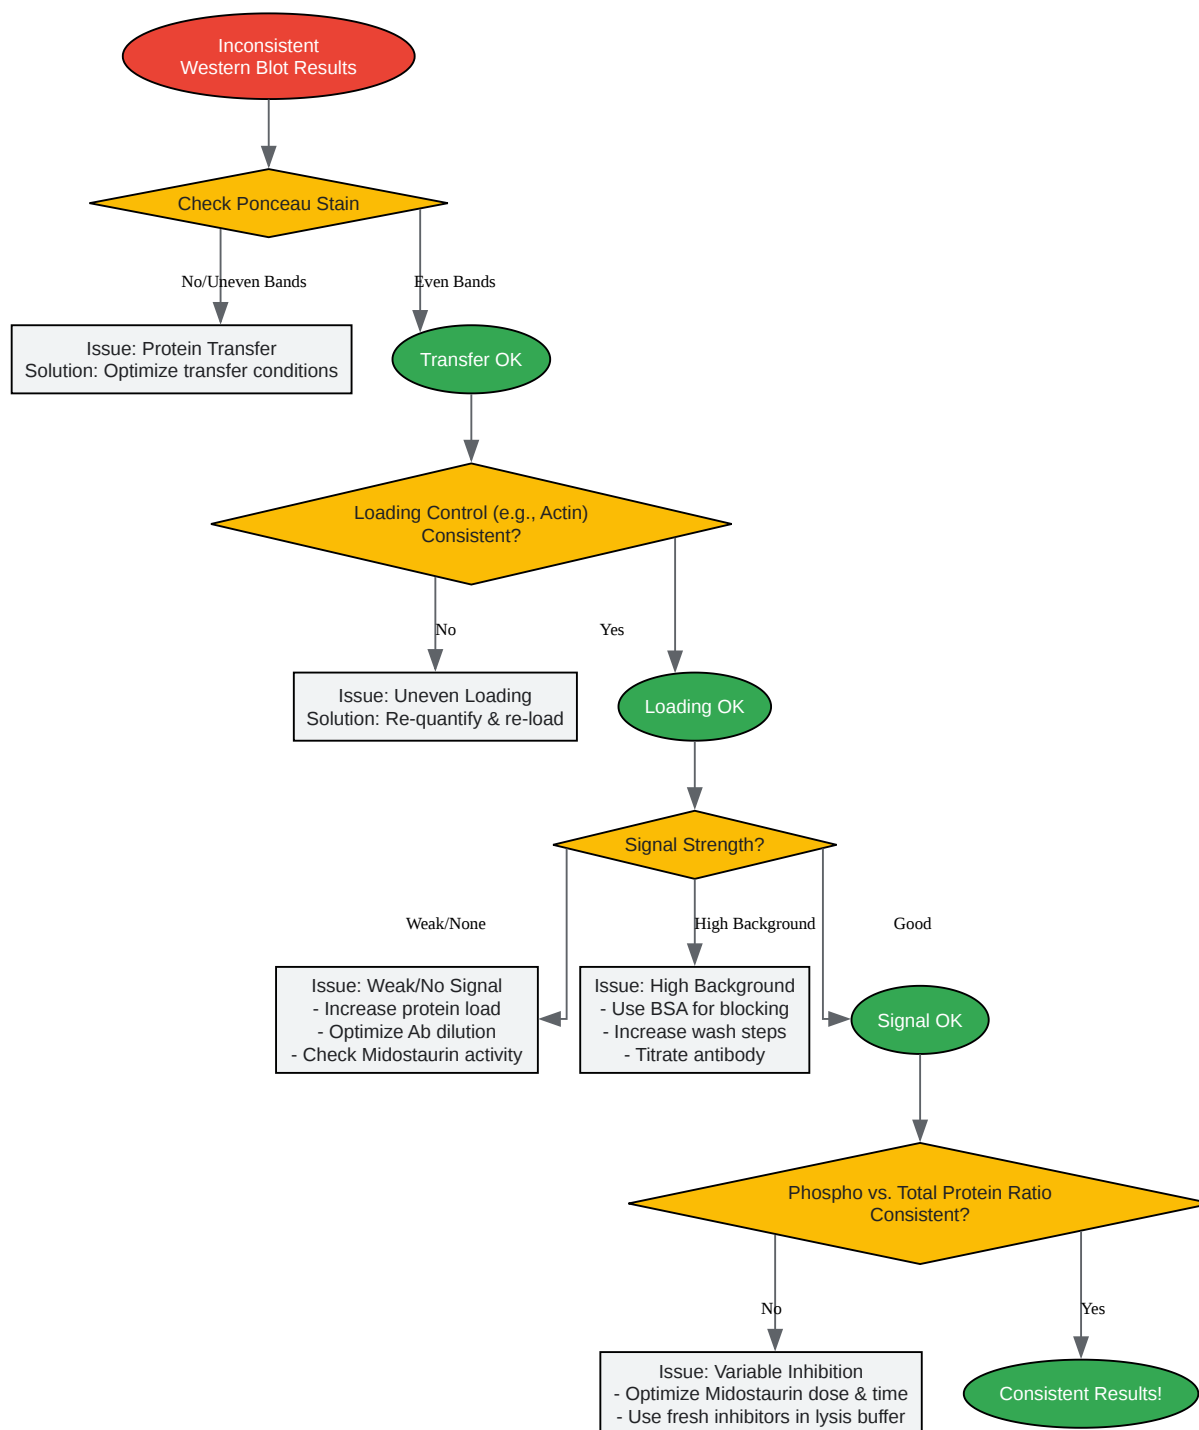 Inconsistent
Western Blot Results
Check Ponceau Stain
No/Uneven Bands
Even Bands
Issue: Protein Transfer
Solution: Optimize transfer conditions
Transfer OK
Loading Control (e.g., Actin)
Consistent?
No
Yes
Issue: Uneven Loading
Solution: Re-quantify & re-load
Loading OK
Signal Strength?
Weak/None
High Background
Good
Issue: Weak/No Signal
- Increase protein load
- Optimize Ab dilution
- Check Midostaurin activity
Issue: High Background
- Use BSA for blocking
- Increase wash steps
- Titrate antibody
Signal OK
Phospho vs. Total Protein Ratio
Consistent?
No
Yes
Issue: Variable Inhibition
- Optimize Midostaurin dose & time
- Use fresh inhibitors in lysis buffer
Consistent Results!